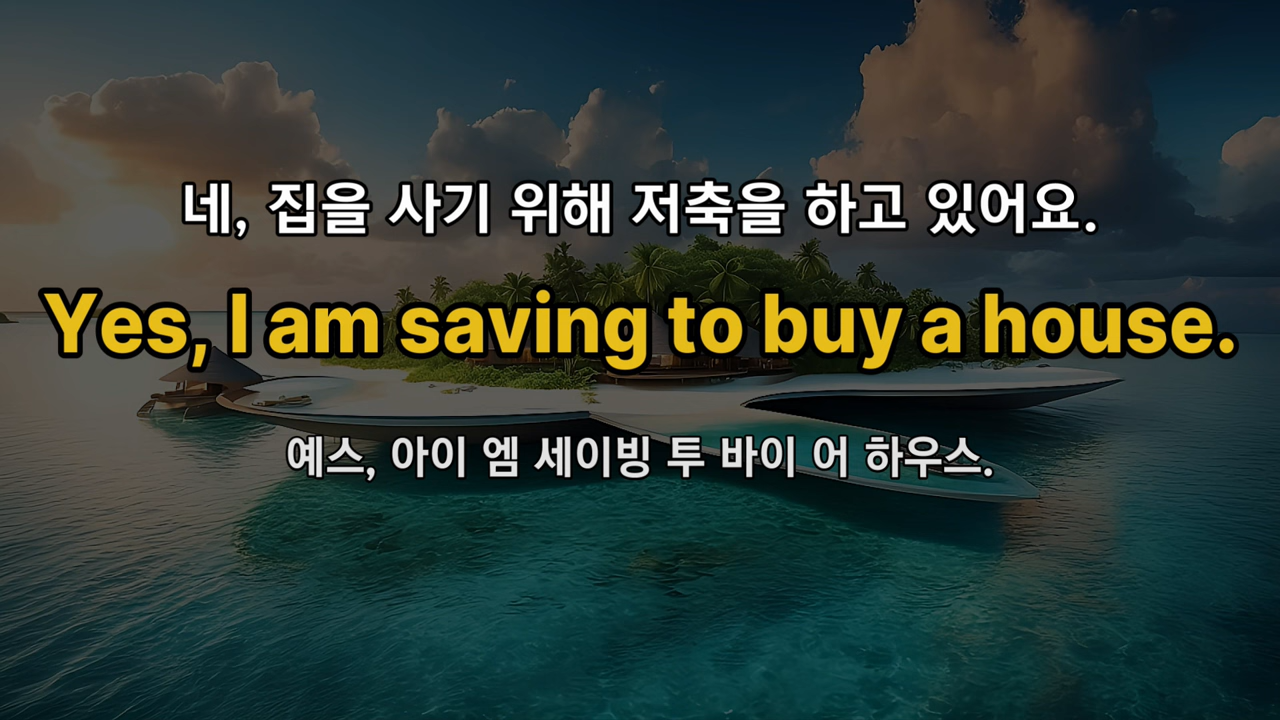 네, 집을 사기 위해 저축을 하고 있어요.
Yes, I am saving to buy a house.
예스, 아이 엠 세이빙 투 바이 어 하우스.